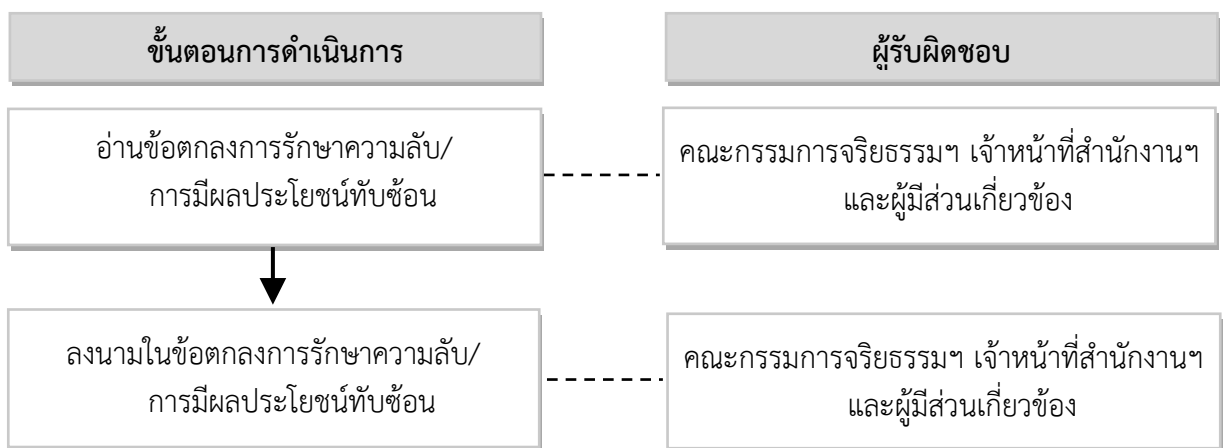 ขั้นตอนการดำเนินการ
ผู้รับผิดชอบ
อ่านข้อตกลงการรักษาความลับ/
การมีผลประโยชน์ทับซ้อน
คณะกรรมการจริยธรรมฯ เจ้าหน้าที่สำนักงานฯ
และผู้มีส่วนเกี่ยวข้อง
ลงนามในข้อตกลงการรักษาความลับ/
การมีผลประโยชน์ทับซ้อน
คณะกรรมการจริยธรรมฯ เจ้าหน้าที่สำนักงานฯ
และผู้มีส่วนเกี่ยวข้อง